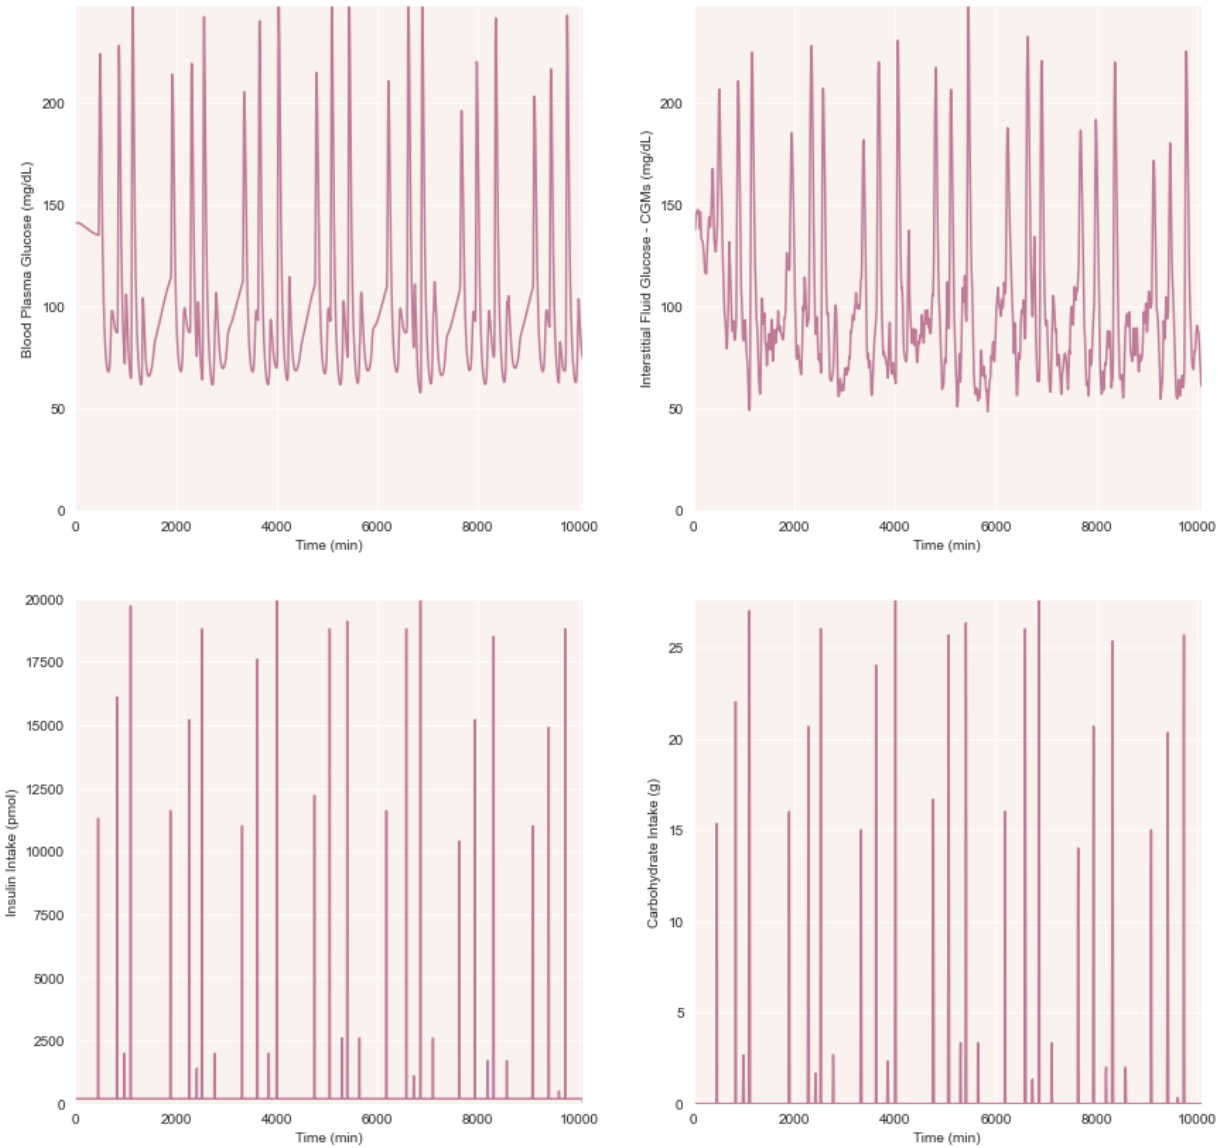 Blood Plasma Glucose (mg/dL)
200
150
100
50
0
0 2000 4000 6000 8000 10000
Time (min)
Interstitial Fluid Glucose - CGMs (mg/dL)
200
150
100
50
0
0 2000 4000 6000 8000 10000
Time (min)
Insulin Intake (pmol)
20000
17500
15000
12500
10000
7500
5000
2500
0
0 2000 4000 6000 8000 10000
Time (min)
Carbohydrate Intake (g)
25
20
15
10
5
0
0 2000 4000 6000 8000 10000
Time (min)